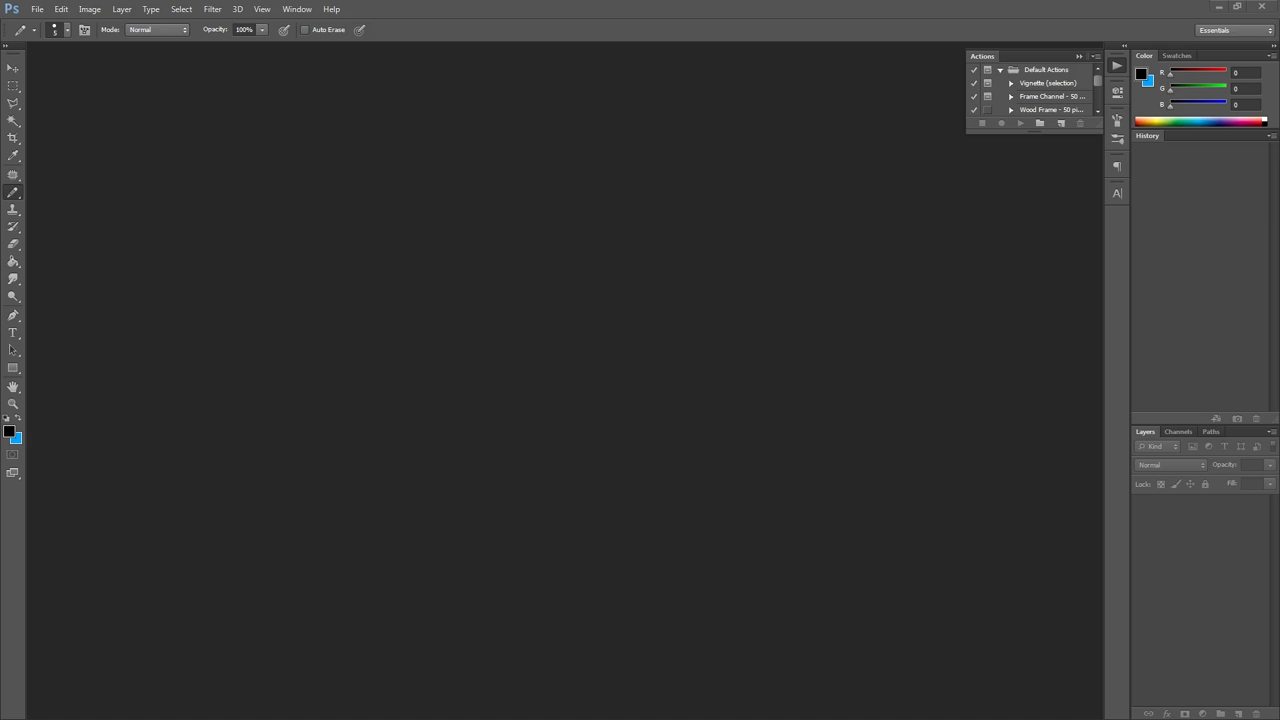 Ps File Edit Image Layer Type Select Filter 3D View Window Help
5 Mode: Normal Opacity: 100% Auto Erase Essentials
Actions
Default Actions
Vignette (selection)
Frame Channel - 50 ...
Wood Frame - 50 pi...
Color Swatches
R 0
G 0
B 0
History
Layers Channels Paths
Kind
Normal Opacity:
Lock: Fill: